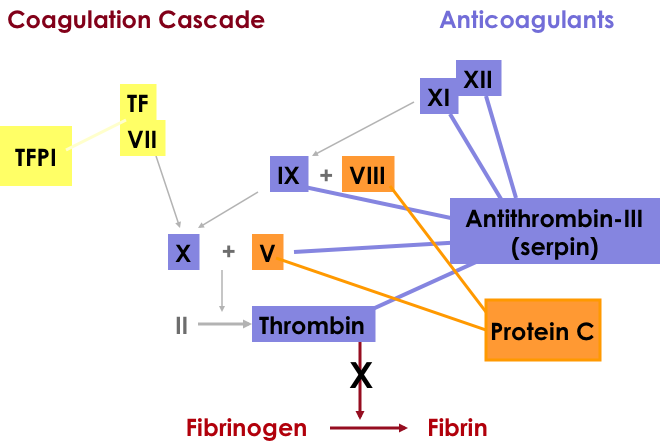 Coagulation Cascade
Anticoagulants
XII
XI
TF
VII
TFPI
IX + VIII
Antithrombin-III
(serpin)
X + V
II
Thrombin
Protein C
X
Fibrinogen
Fibrin